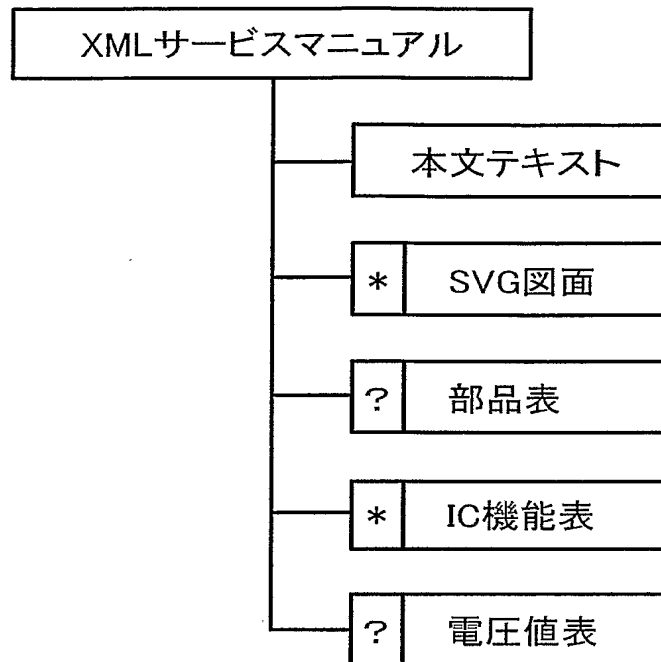 XMLサービスマニュアル
本文テキスト
* SVG図面
? 部品表
* IC機能表
? 電圧値表